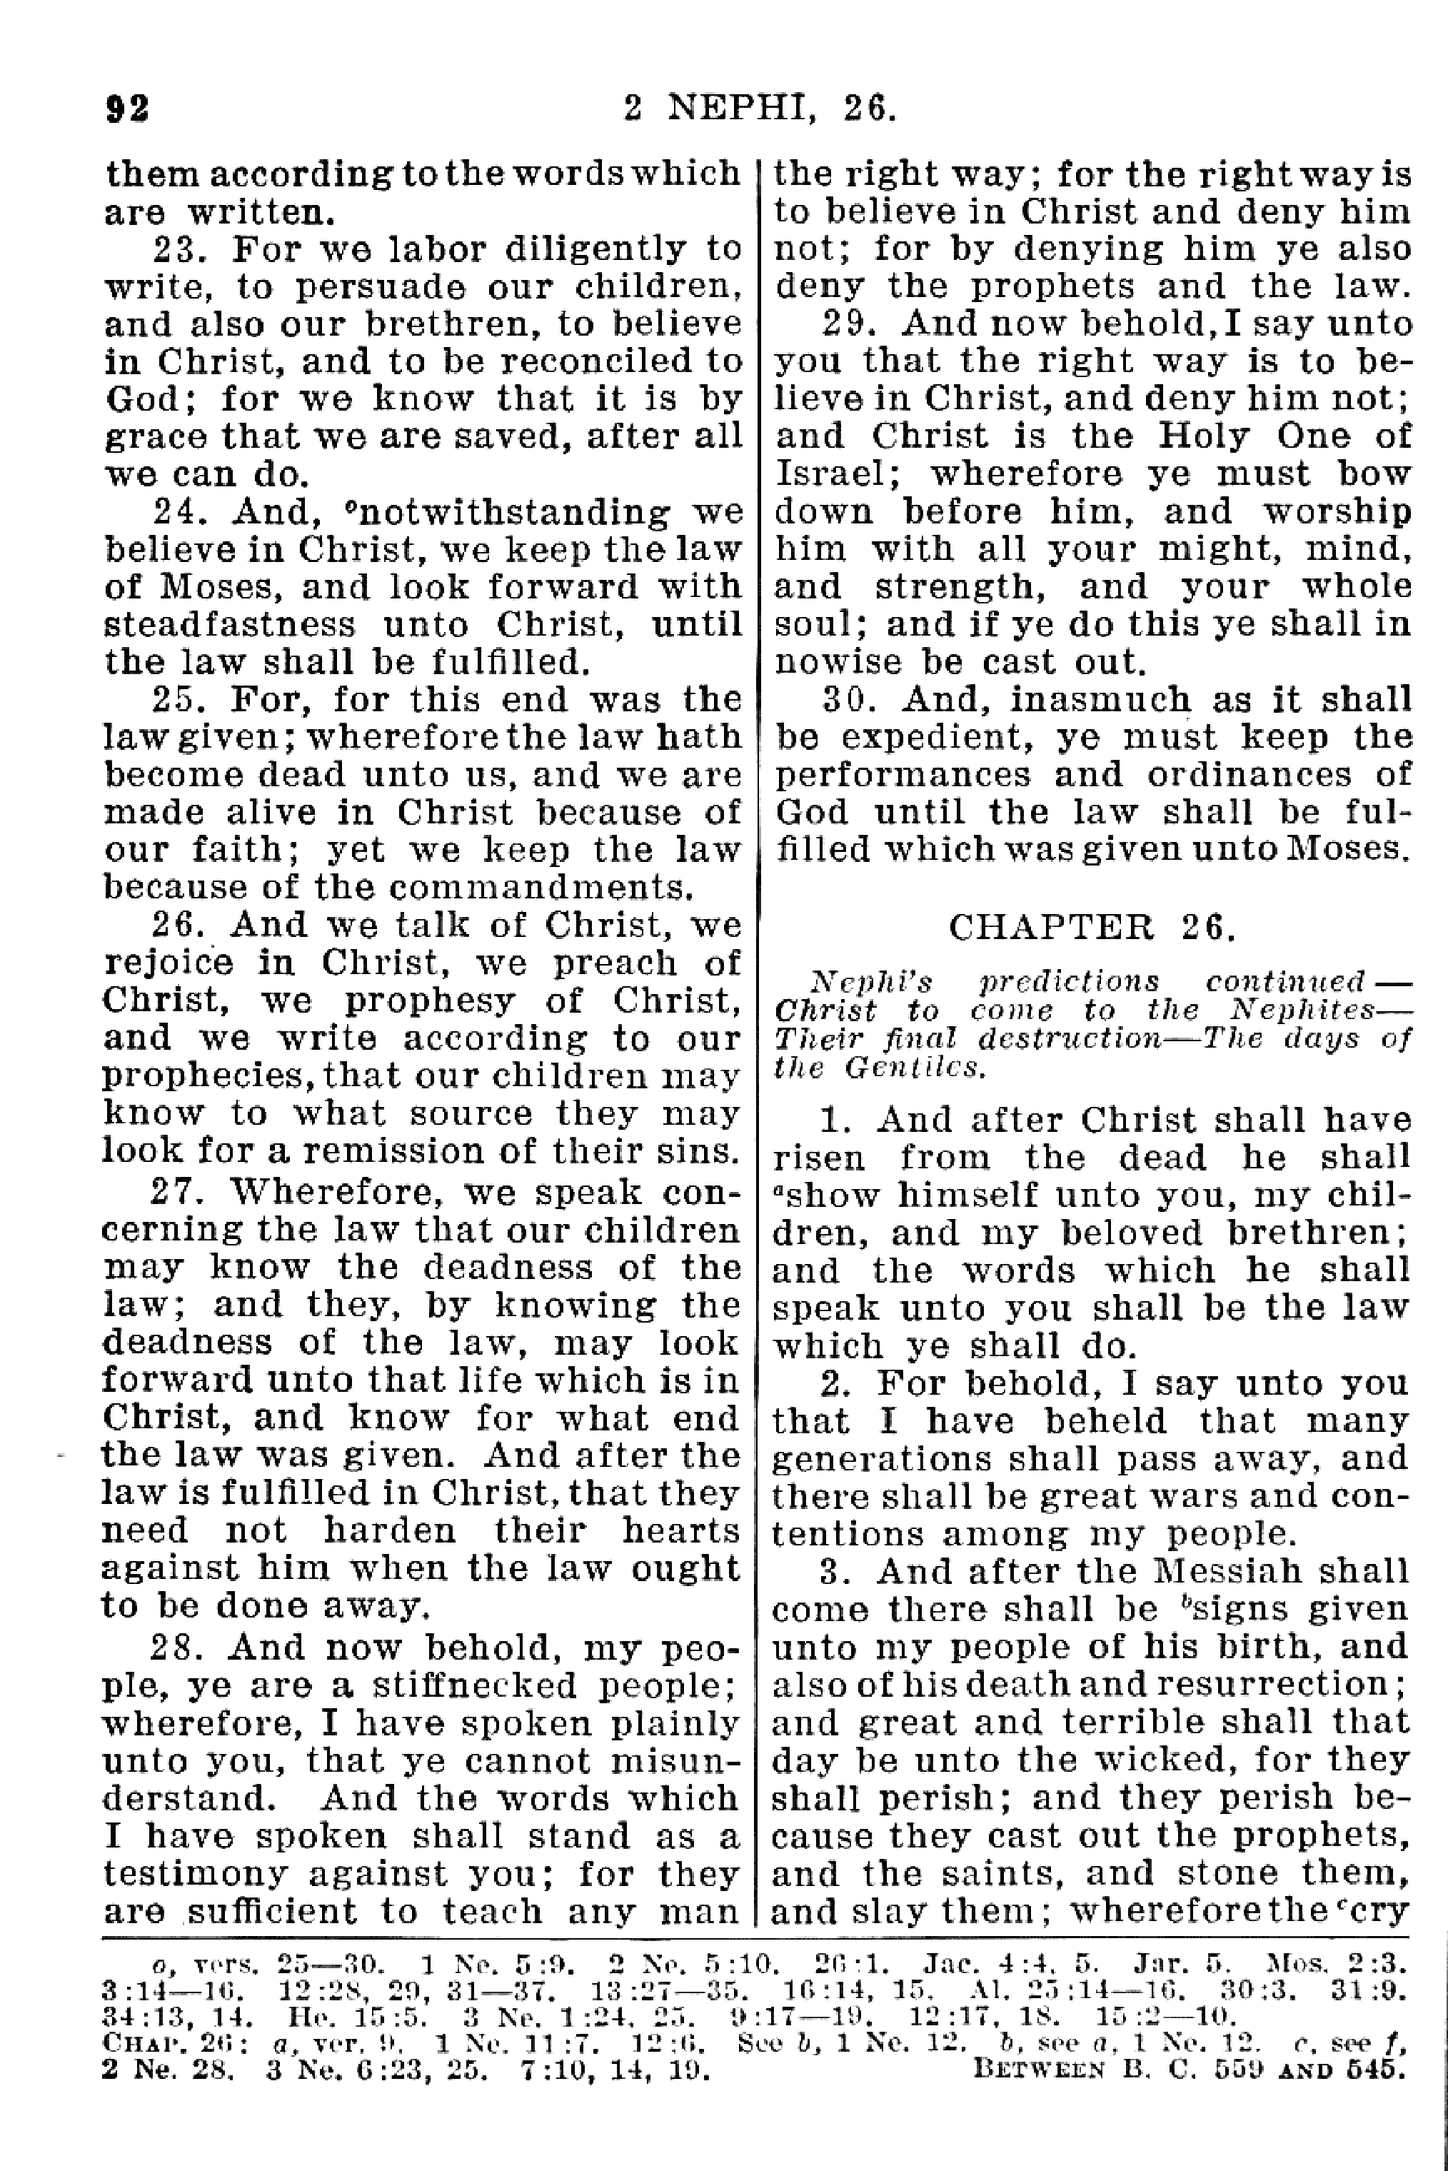 92
2 NEPHI, 26.
them according to the words which
are written.
23. For we labor diligently to
write, to persuade our children,
and also our brethren, to believe
in Christ, and to be reconciled to
God; for we know that it is by
grace that we are saved, after all
we can do.
24. And, onotwithstanding we
believe in Christ, we keep the law
of Moses, and look forward with
steadfastness unto Christ, until
the law shall be fulfilled.
25. For, for this end was the
law given; wherefore the law hath
become dead unto us, and we are
made alive in Christ because of
our faith; yet we keep the law
because of the commandments.
26. And we talk of Christ, we
rejoice in Christ, we preach of
Christ, we prophesy of Christ,
and we write according to our
prophecies, that our children may
know to what source they may
look for a remission of their sins.
27. Wherefore, we speak con-
cerning the law that our children
may know the deadness of the
law; and they, by knowing the
deadness of the law, may look
forward unto that life which is in
Christ, and know for what end
the law was given. And after the
law is fulfilled in Christ, that they
need not harden their hearts
against him when the law ought
to be done away.
28. And now behold, my peo-
ple, ye are a stiffnecked people;
wherefore, I have spoken plainly
unto you, that ye cannot misun-
derstand. And the words which
I have spoken shall stand as a
testimony against you; for they
are sufficient to teach any man
the right way; for the right way is
to believe in Christ and deny him
not; for by denying him ye also
deny the prophets and the law.
29. And now behold, I say unto
you that the right way is to be-
lieve in Christ, and deny him not;
and Christ is the Holy One of
Israel; wherefore ye must bow
down before him, and worship
him with all your might, mind,
and strength, and your whole
soul; and if ye do this ye shall in
nowise be cast out.
30. And, inasmuch as it shall
be expedient, ye must keep the
performances and ordinances of
God until the law shall be ful-
filled which was given unto Moses.
CHAPTER 26.
Nephi's predictions continued—
Christ to come to the Nephites—
Their final destruction—The days of
the Gentiles.
1. And after Christ shall have
risen from the dead he shall
ashow himself unto you, my chil-
dren, and my beloved brethren;
and the words which he shall
speak unto you shall be the law
which ye shall do.
2. For behold, I say unto you
that I have beheld that many
generations shall pass away, and
there shall be great wars and con-
tentions among my people.
3. And after the Messiah shall
come there shall be bsigns given
unto my people of his birth, and
also of his death and resurrection;
and great and terrible shall that
day be unto the wicked, for they
shall perish; and they perish be-
cause they cast out the prophets,
and the saints, and stone them,
and slay them; wherefore the ccry
o, vers. 25—30. 1 Ne. 5:9. 2 Ne. 5:10. 26:1. Jac. 4:4, 5. Jar. 5. Mos. 2:3.
3:14—16. 12:28, 29, 31—37. 13:27—35. 16:14, 15. Al. 25:14—16. 30:3. 31:9.
34:13, 14. He. 15:5. 3 Ne. 1:24, 25. 9:17—19. 12:17, 18. 15:2—10.
CHAP. 26: a, ver. 9. 1 Ne. 11:7. 12:6. See b, 1 Ne. 12. b, see a, 1 Ne. 12. c, see f,
2 Ne. 28. 3 Ne. 6:23, 25. 7:10, 14, 19. BETWEEN B. C. 559 AND 545.